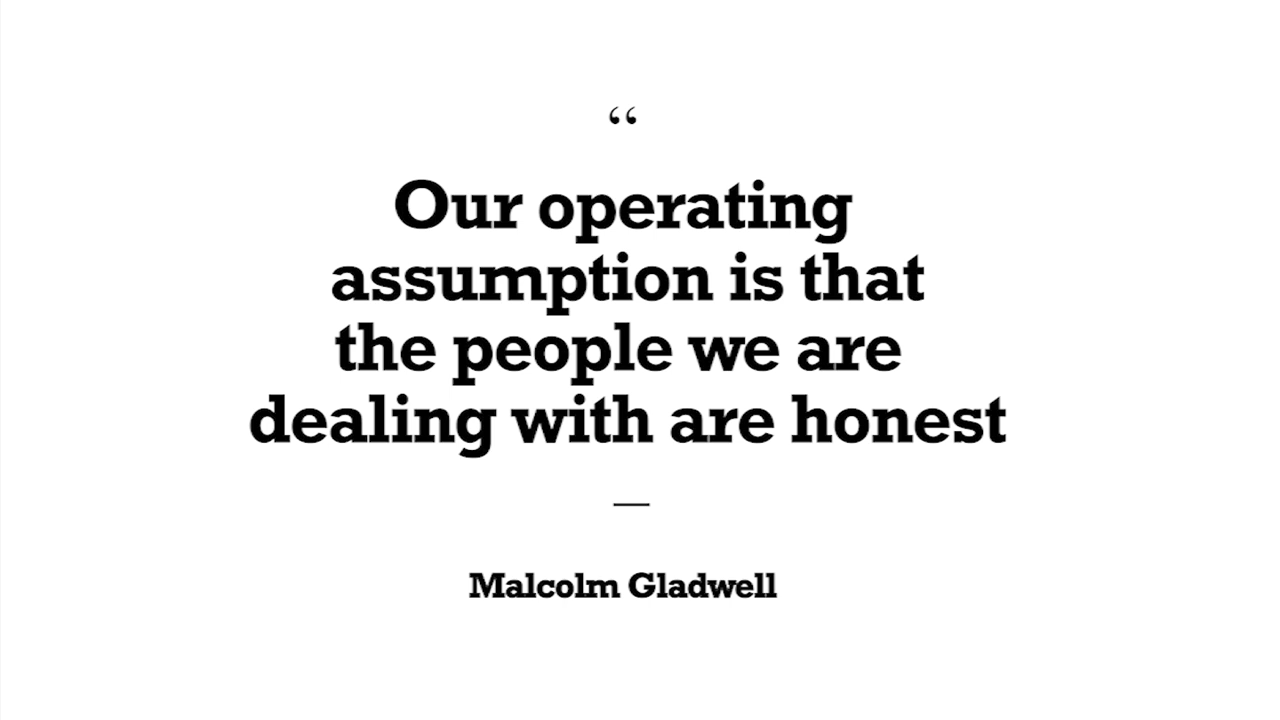 “
Our operating
assumption is that
the people we are
dealing with are honest
—
Malcolm Gladwell